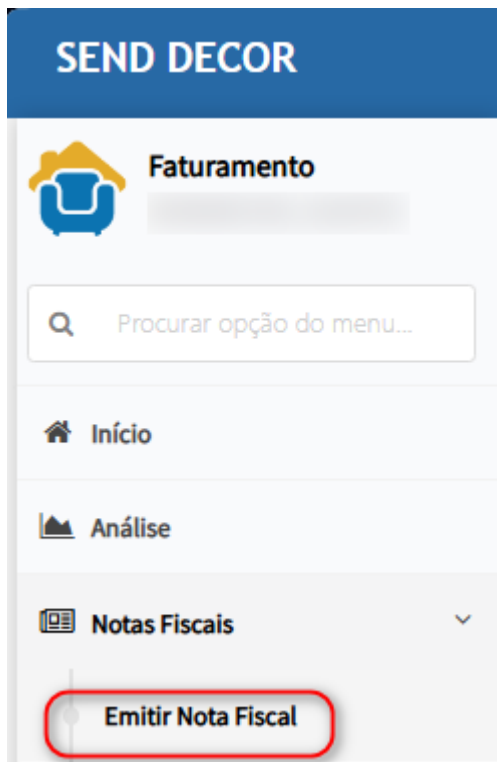 SEND DECOR
Faturamento
Procurar opção do menu...
Início
Análise
Notas Fiscais
Emitir Nota Fiscal